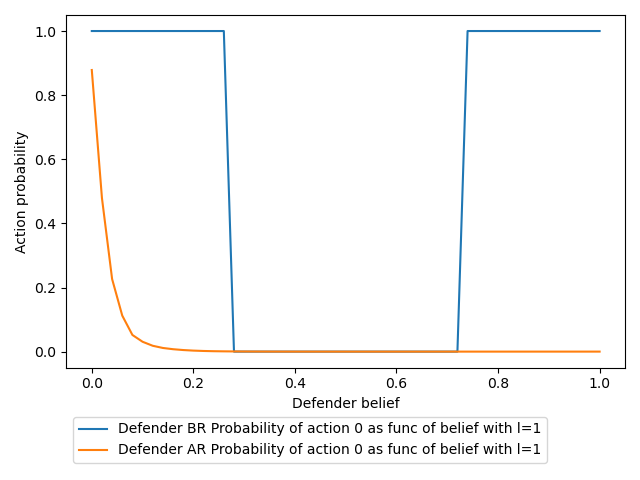 1.0
0.8
0.6
0.4
0.2
0.0
Action probability
0.0 0.2 0.4 0.6 0.8 1.0
Defender belief
Defender BR Probability of action 0 as func of belief with l=1
Defender AR Probability of action 0 as func of belief with l=1